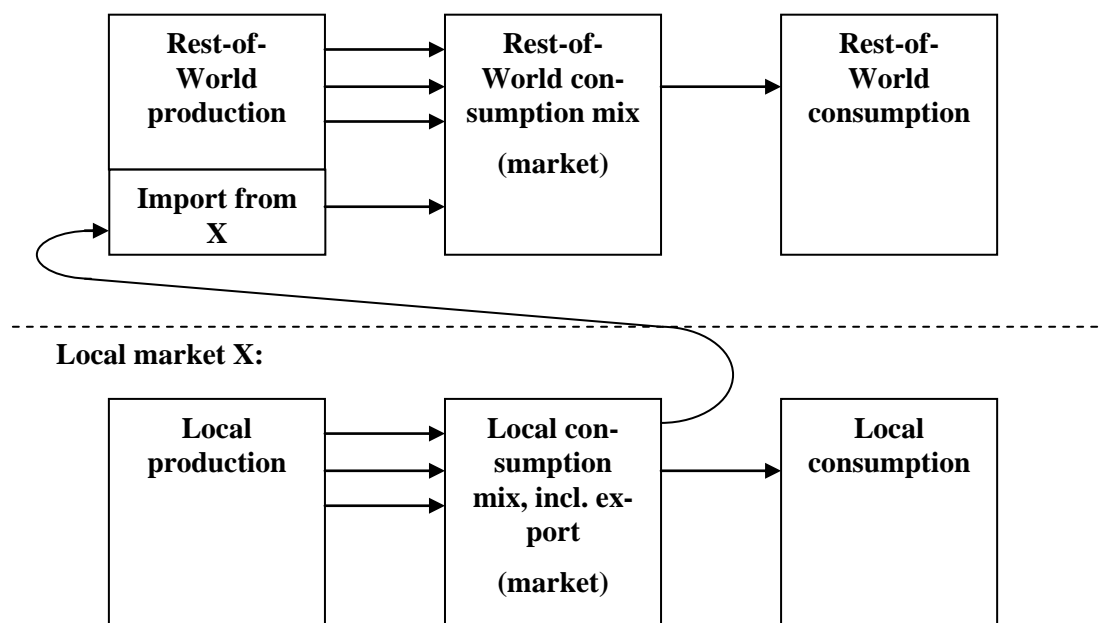 Rest-of-
World
production
Import from
X
Rest-of-
World con-
sumption mix
(market)
Rest-of-
World
consumption
Local market X:
Local
production
Local con-
sumption
mix, incl. ex-
port
(market)
Local
consumption